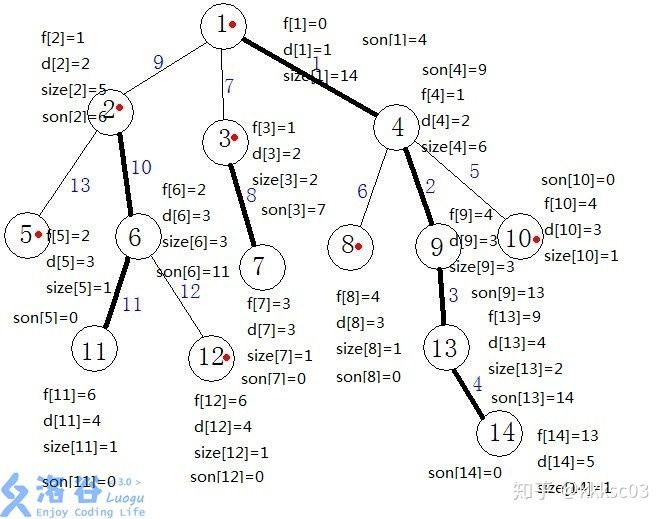 1
f[1]=0
d[1]=1
size[1]=14
son[1]=4
f[2]=1
d[2]=2
size[2]=5
son[2]=6
9
7
1
2
3
f[3]=1
d[3]=2
size[3]=2
son[3]=7
4
son[4]=9
f[4]=1
d[4]=2
size[4]=6
13
10
8
6
2
5
5
f[5]=2
d[5]=3
size[5]=1
son[5]=0
6
f[6]=2
d[6]=3
size[6]=3
son[6]=11
7
f[7]=3
d[7]=3
size[7]=1
son[7]=0
8
f[8]=4
d[8]=3
size[8]=1
son[8]=0
9
f[9]=4
d[9]=3
size[9]=3
son[9]=13
10
son[10]=0
f[10]=4
d[10]=3
size[10]=1
11
12
3
11
f[11]=6
d[11]=4
size[11]=1
son[11]=0
12
f[12]=6
d[12]=4
size[12]=1
son[12]=0
13
f[13]=9
d[13]=4
size[13]=2
son[13]=14
4
14
f[14]=13
d[14]=5
size[14]=1
son[14]=0
洛谷 3.0 >
Luogu
Enjoy Coding Life
知乎 @kkksc03